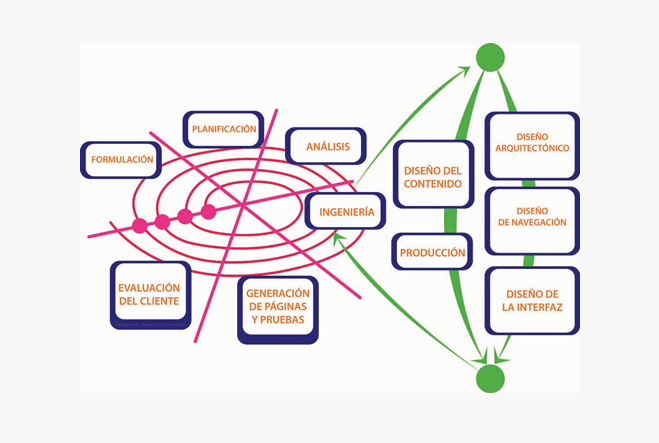 FORMULACIÓN
PLANIFICACIÓN
ANÁLISIS
INGENIERÍA
GENERACIÓN
DE PÁGINAS
Y PRUEBAS
EVALUACIÓN
DEL CLIENTE
DISEÑO DEL
CONTENIDO
PRODUCCIÓN
DISEÑO
ARQUITECTÓNICO
DISEÑO
DE NAVEGACIÓN
DISEÑO DE
LA INTERFAZ